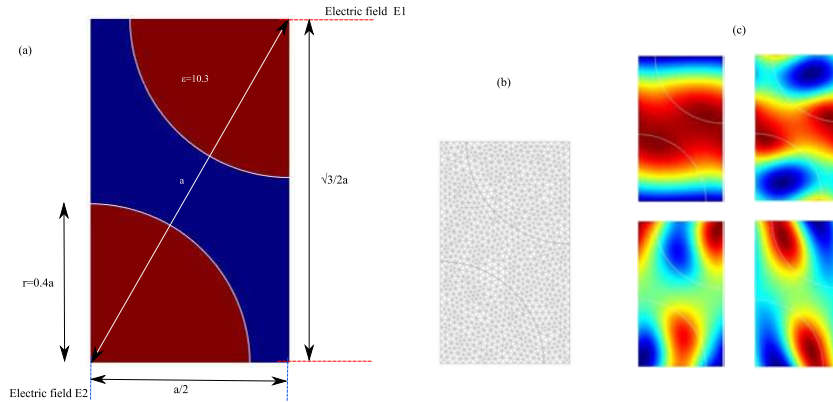 Electric field  E1
(a)
(c)
ε=10.3
(b)
a
√3/2a
r=0.4a
Electric field E2
a/2